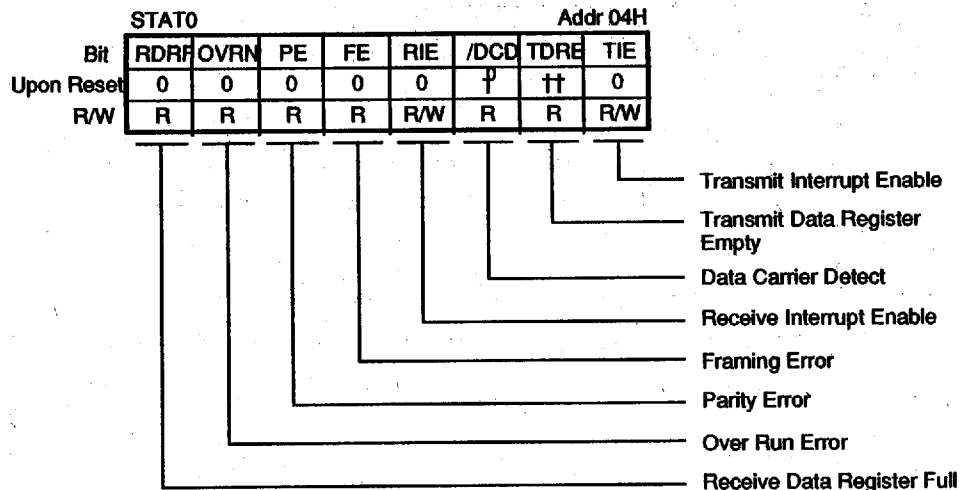 STAT0 Addr 04H
Bit RDRF OVRN PE FE RIE /DCD TDRE TIE
Upon Reset 0 0 0 0 0 † †† 0
R/W R R R R R/W R R R/W
Transmit Interrupt Enable
Transmit Data Register
Empty
Data Carrier Detect
Receive Interrupt Enable
Framing Error
Parity Error
Over Run Error
Receive Data Register Full